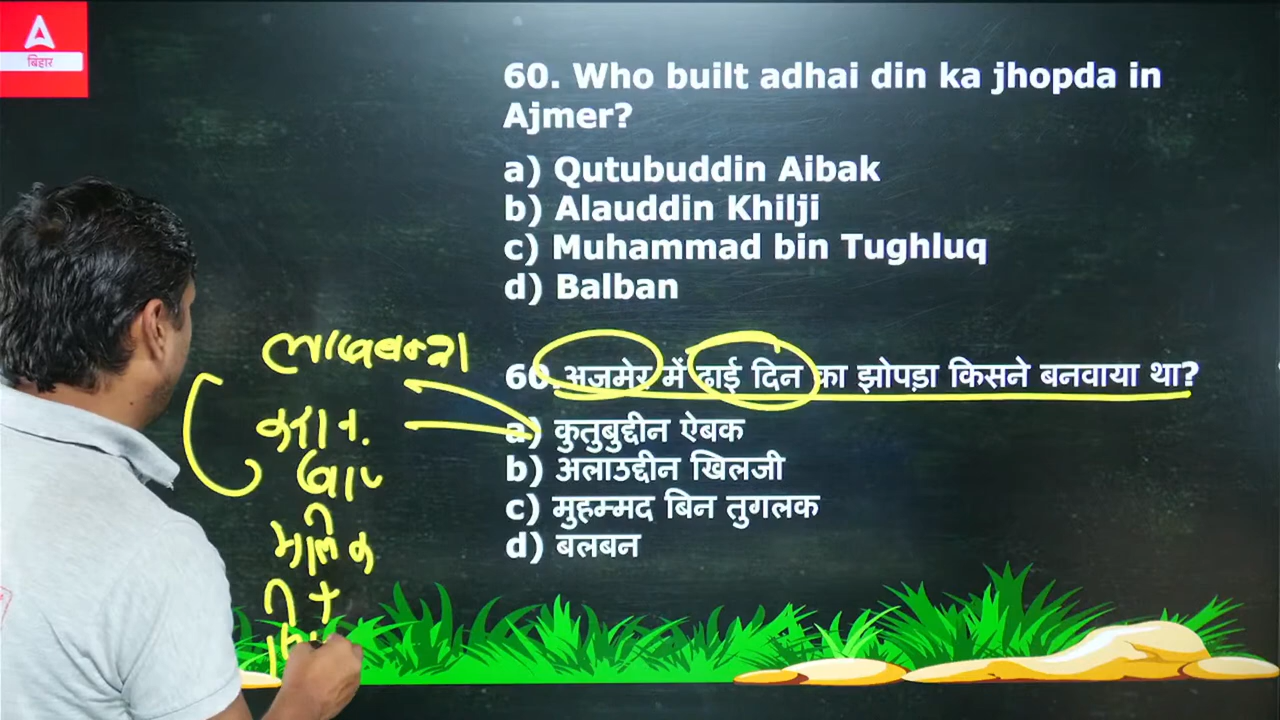 बिहार
60. Who built adhai din ka jhopda in
Ajmer?
a) Qutubuddin Aibak
b) Alauddin Khilji
c) Muhammad bin Tughluq
d) Balban
60. अजमेर में ढाई दिन का झोपड़ा किसने बनवाया था?
a) कुतुबुद्दीन ऐबक
b) अलाउद्दीन खिलजी
c) मुहम्मद बिन तुगलक
d) बलबन